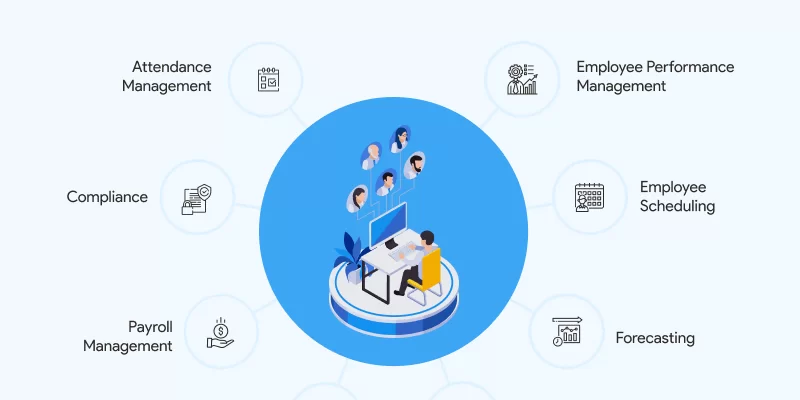 Attendance
Management
Employee Performance
Management
Compliance
Employee
Scheduling
Payroll
Management
Forecasting
$